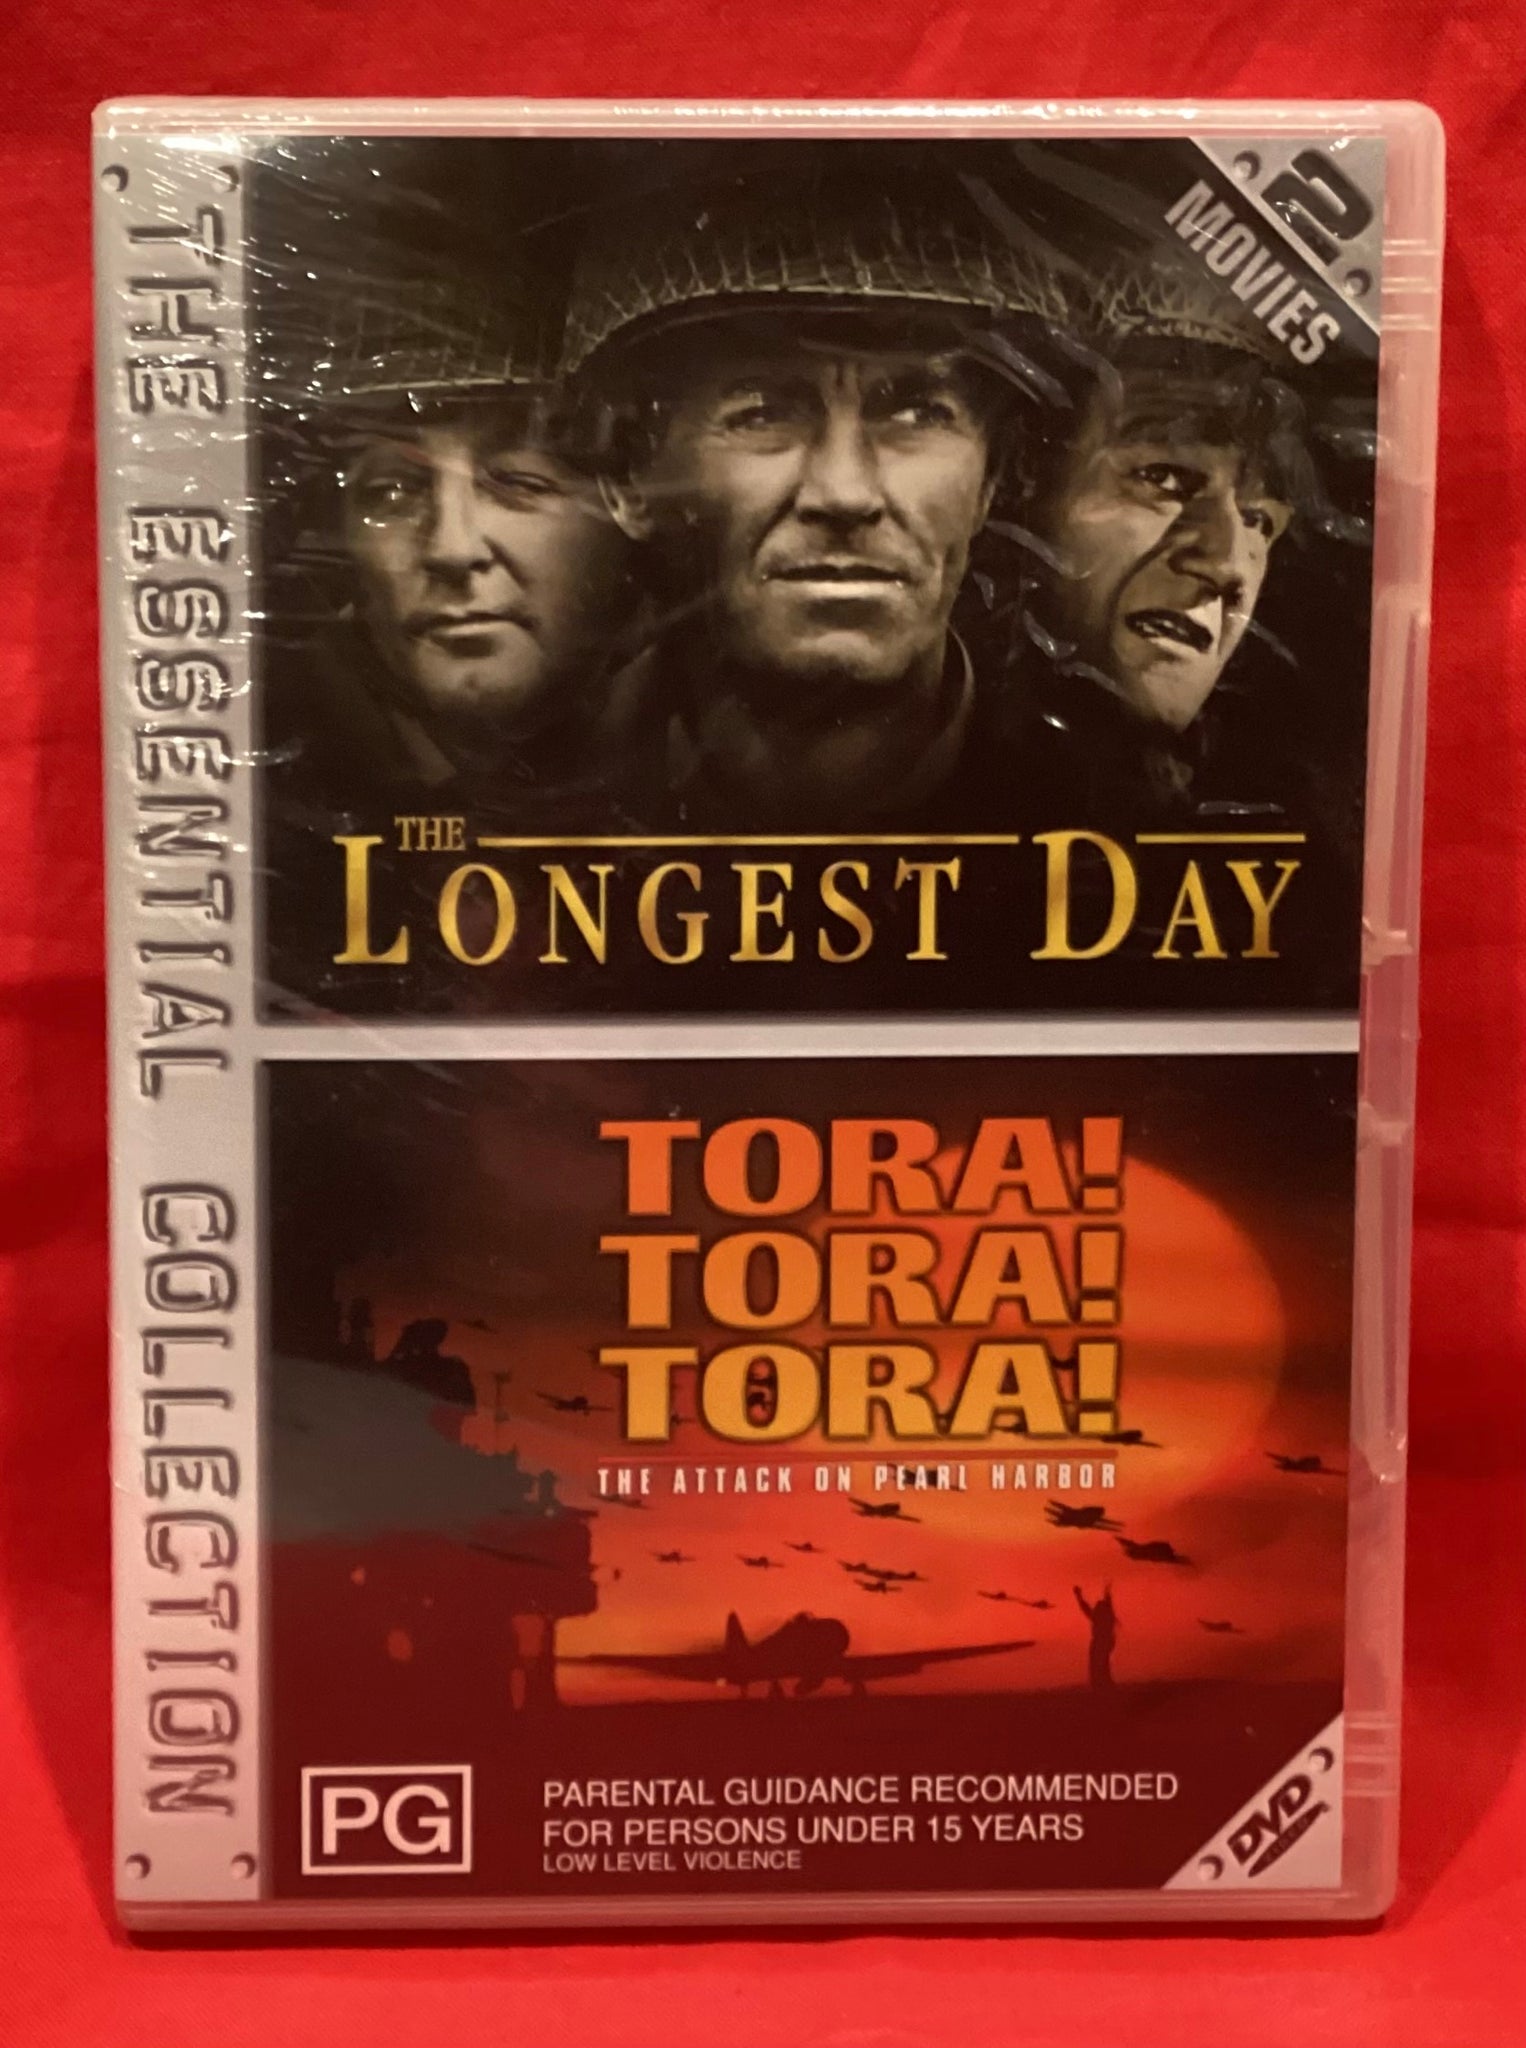 THE ESSENTIAL COLLECTION
2
MOVIES
THE
LONGEST DAY
TORA!
TORA!
TORA!
THE ATTACK ON PEARL HARBOR
PG
PARENTAL GUIDANCE RECOMMENDED
FOR PERSONS UNDER 15 YEARS
LOW LEVEL VIOLENCE
DVD